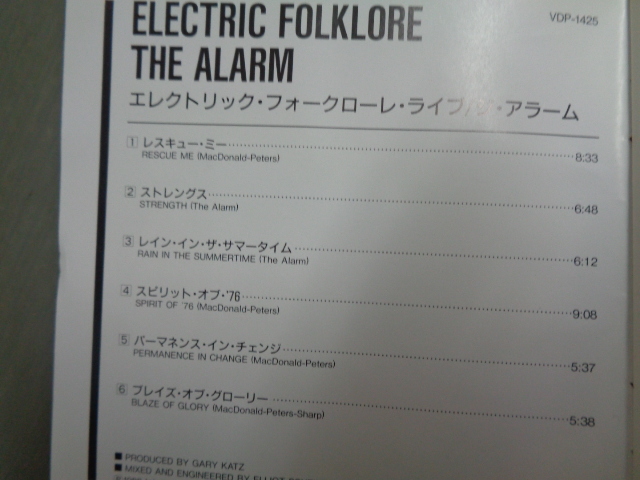 ELECTRIC FOLKLORE
VDP-1425
THE ALARM
エレクトリック・フォークローレ・ライブ/ジ・アラーム
1 レスキュー・ミー 8:33
RESCUE ME (MacDonald-Peters)
2 ストレングス 6:48
STRENGTH (The Alarm)
3 レイン・イン・ザ・サマータイム 6:12
RAIN IN THE SUMMERTIME (The Alarm)
4 スピリット・オブ・'76 9:08
SPIRIT OF '76 (MacDonald-Peters)
5 パーマネンス・イン・チェンジ 5:37
PERMANENCE IN CHANGE (MacDonald-Peters)
6 ブレイズ・オブ・グローリー 5:38
BLAZE OF GLORY (MacDonald-Peters-Sharp)
■ PRODUCED BY GARY KATZ
■ MIXED AND ENGINEERED BY